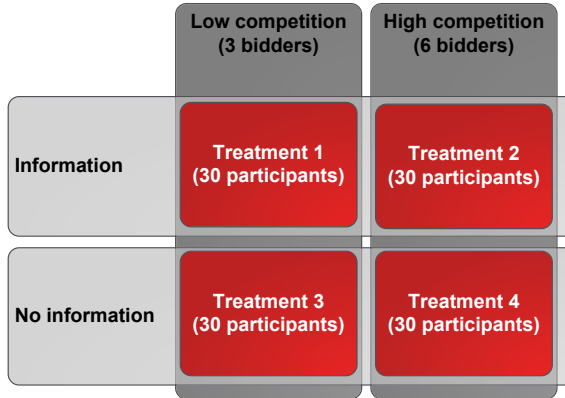 Low competition
(3 bidders)
High competition
(6 bidders)
Information
Treatment 1
(30 participants)
Treatment 2
(30 participants)
No information
Treatment 3
(30 participants)
Treatment 4
(30 participants)